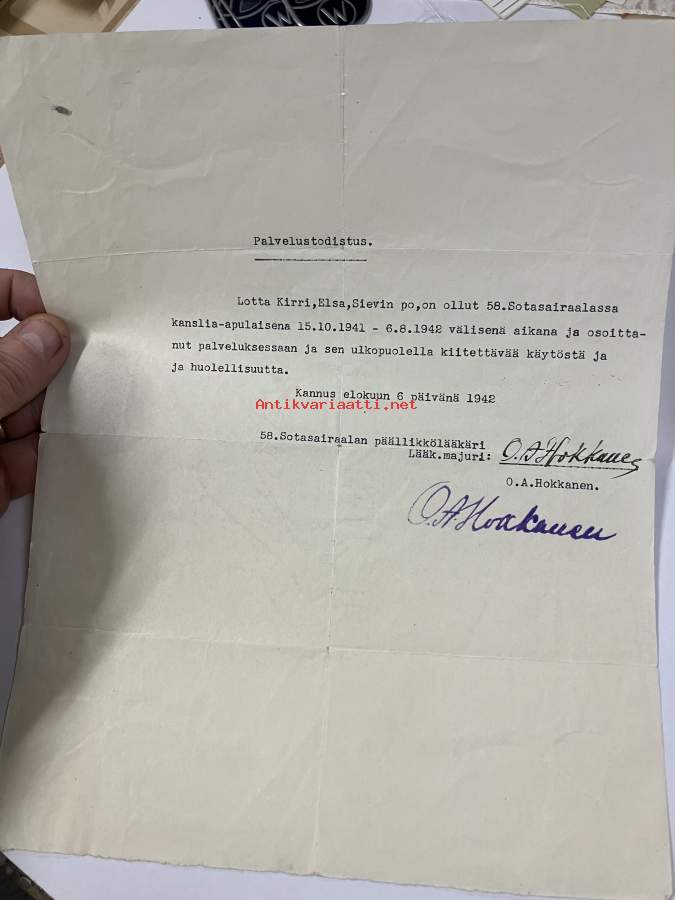 Palvelustodistus.
Lotta Kirri,Elsa,Sievin po,on ollut 58.Sotasairaalassa
kanslia-apulaisena 15.10.1941 - 6.8.1942 välisenä aikana ja osoitta-
nut palveluksessaan ja sen ulkopuolella kiitettävää käytöstä ja
ja huolellisuutta.
Kannus elokuun 6 päivänä 1942
Antikvariaatti.net
58.Sotasairaalan päällikkölääkäri
Lääk.majuri: O.A Hokkanen
O.A.Hokkanen.
O.A.Hokkanen